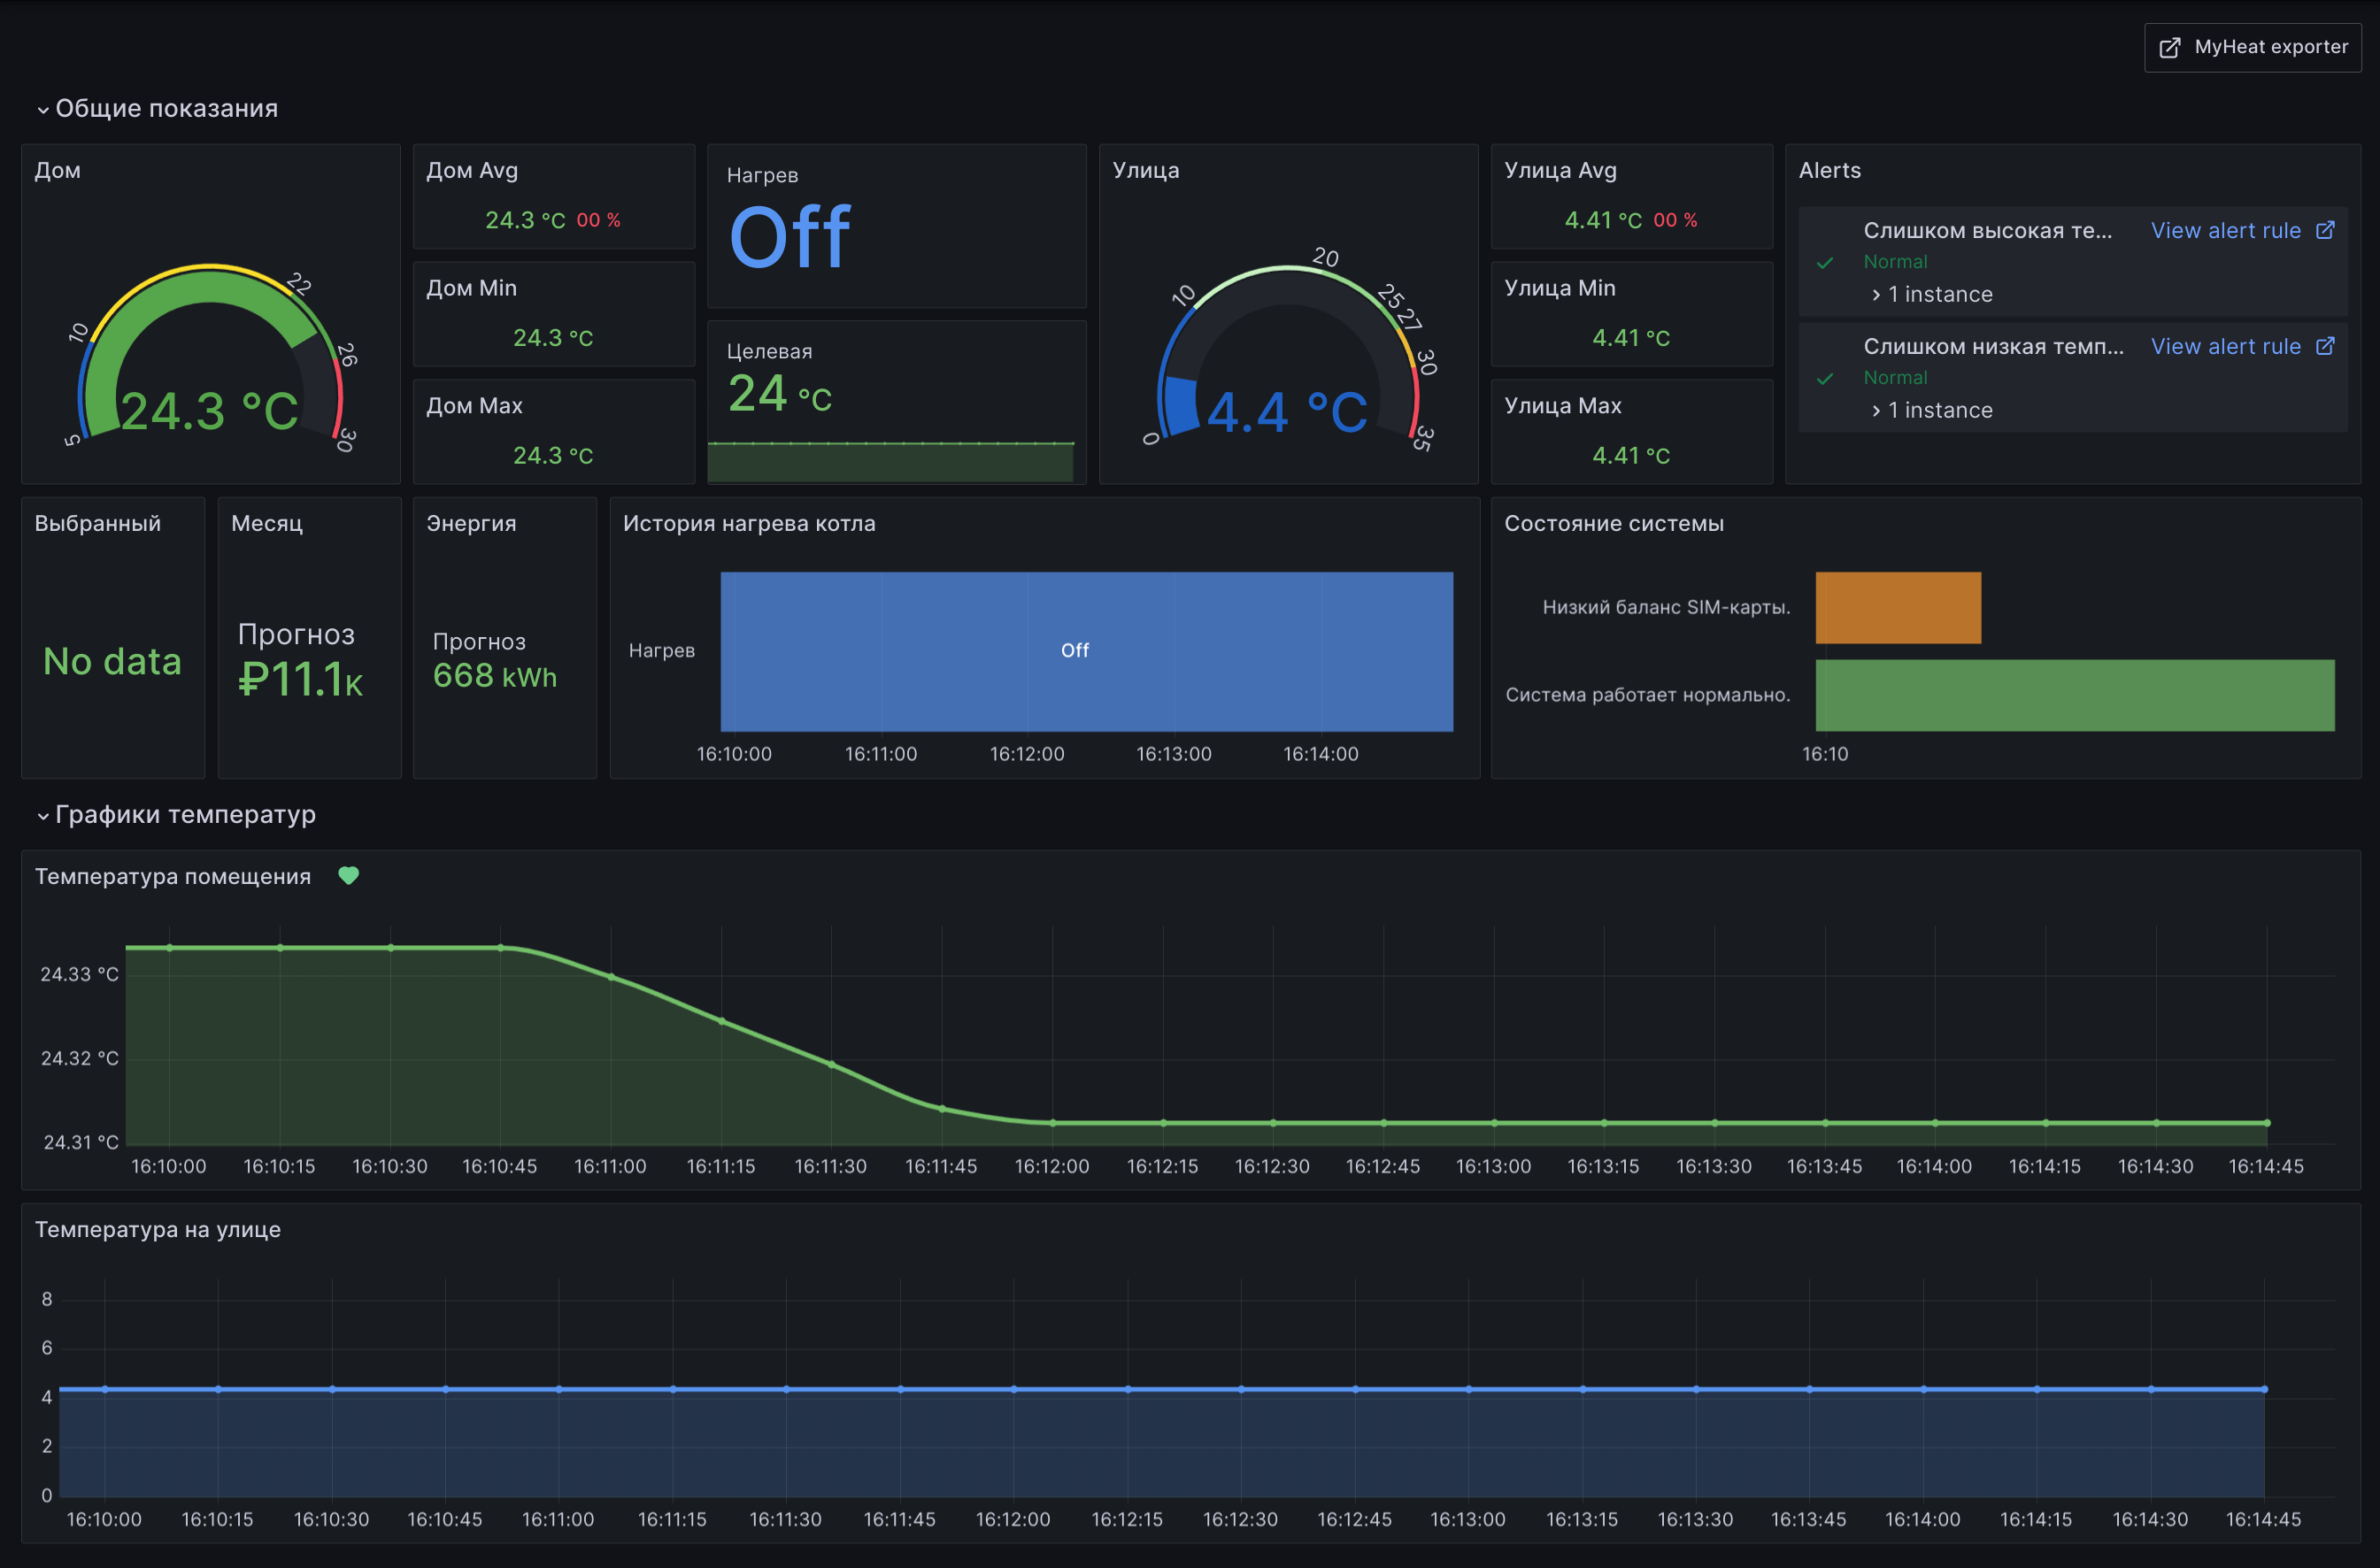 MyHeat exporter
Общие показания
Дом
5
10
22
26
30
24.3 °C
Дом Avg
24.3 °C 00 %
Дом Min
24.3 °C
Дом Max
24.3 °C
Нагрев
Off
Целевая
24 °C
Улица
0
10
20
25
27
30
35
4.4 °C
Улица Avg
4.41 °C 00 %
Улица Min
4.41 °C
Улица Max
4.41 °C
Alerts
Слишком высокая те... View alert rule
Normal
1 instance
Слишком низкая темп... View alert rule
Normal
1 instance
Выбранный
No data
Месяц
Прогноз
₽11.1K
Энергия
Прогноз
668 kWh
История нагрева котла
Нагрев
Off
16:10:00 16:11:00 16:12:00 16:13:00 16:14:00
Состояние системы
Низкий баланс SIM-карты.
Система работает нормально.
16:10
Графики температур
Температура помещения
24.33 °C
24.32 °C
24.31 °C
16:10:00 16:10:15 16:10:30 16:10:45 16:11:00 16:11:15 16:11:30 16:11:45 16:12:00 16:12:15 16:12:30 16:12:45 16:13:00 16:13:15 16:13:30 16:13:45 16:14:00 16:14:15 16:14:30 16:14:45
Температура на улице
8
6
4
2
0
16:10:00 16:10:15 16:10:30 16:10:45 16:11:00 16:11:15 16:11:30 16:11:45 16:12:00 16:12:15 16:12:30 16:12:45 16:13:00 16:13:15 16:13:30 16:13:45 16:14:00 16:14:15 16:14:30 16:14:45